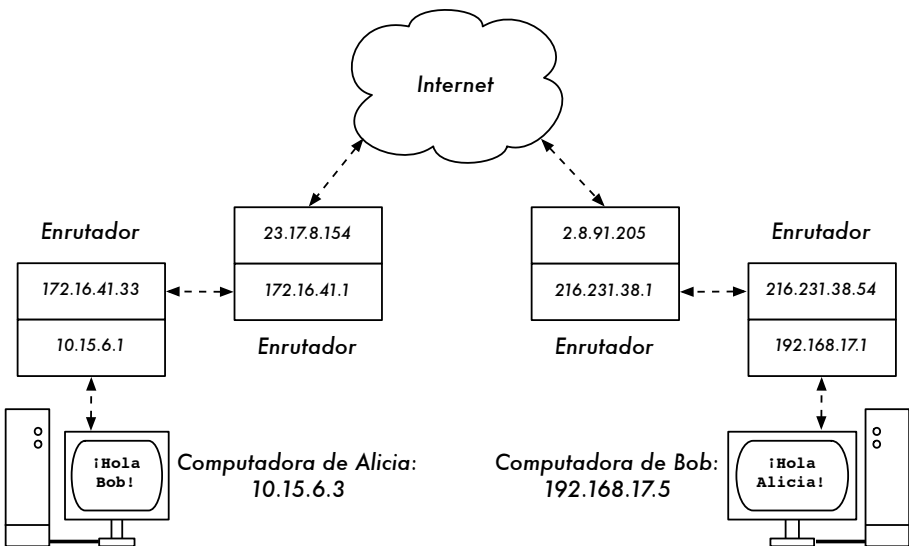 Internet
Enrutador
23.17.8.154
2.8.91.205
Enrutador
172.16.41.33
172.16.41.1
216.231.38.1
216.231.38.54
10.15.6.1
Enrutador
Enrutador
192.168.17.1
¡Hola
Bob!
Computadora de Alicia:
10.15.6.3
Computadora de Bob:
192.168.17.5
¡Hola
Alicia!